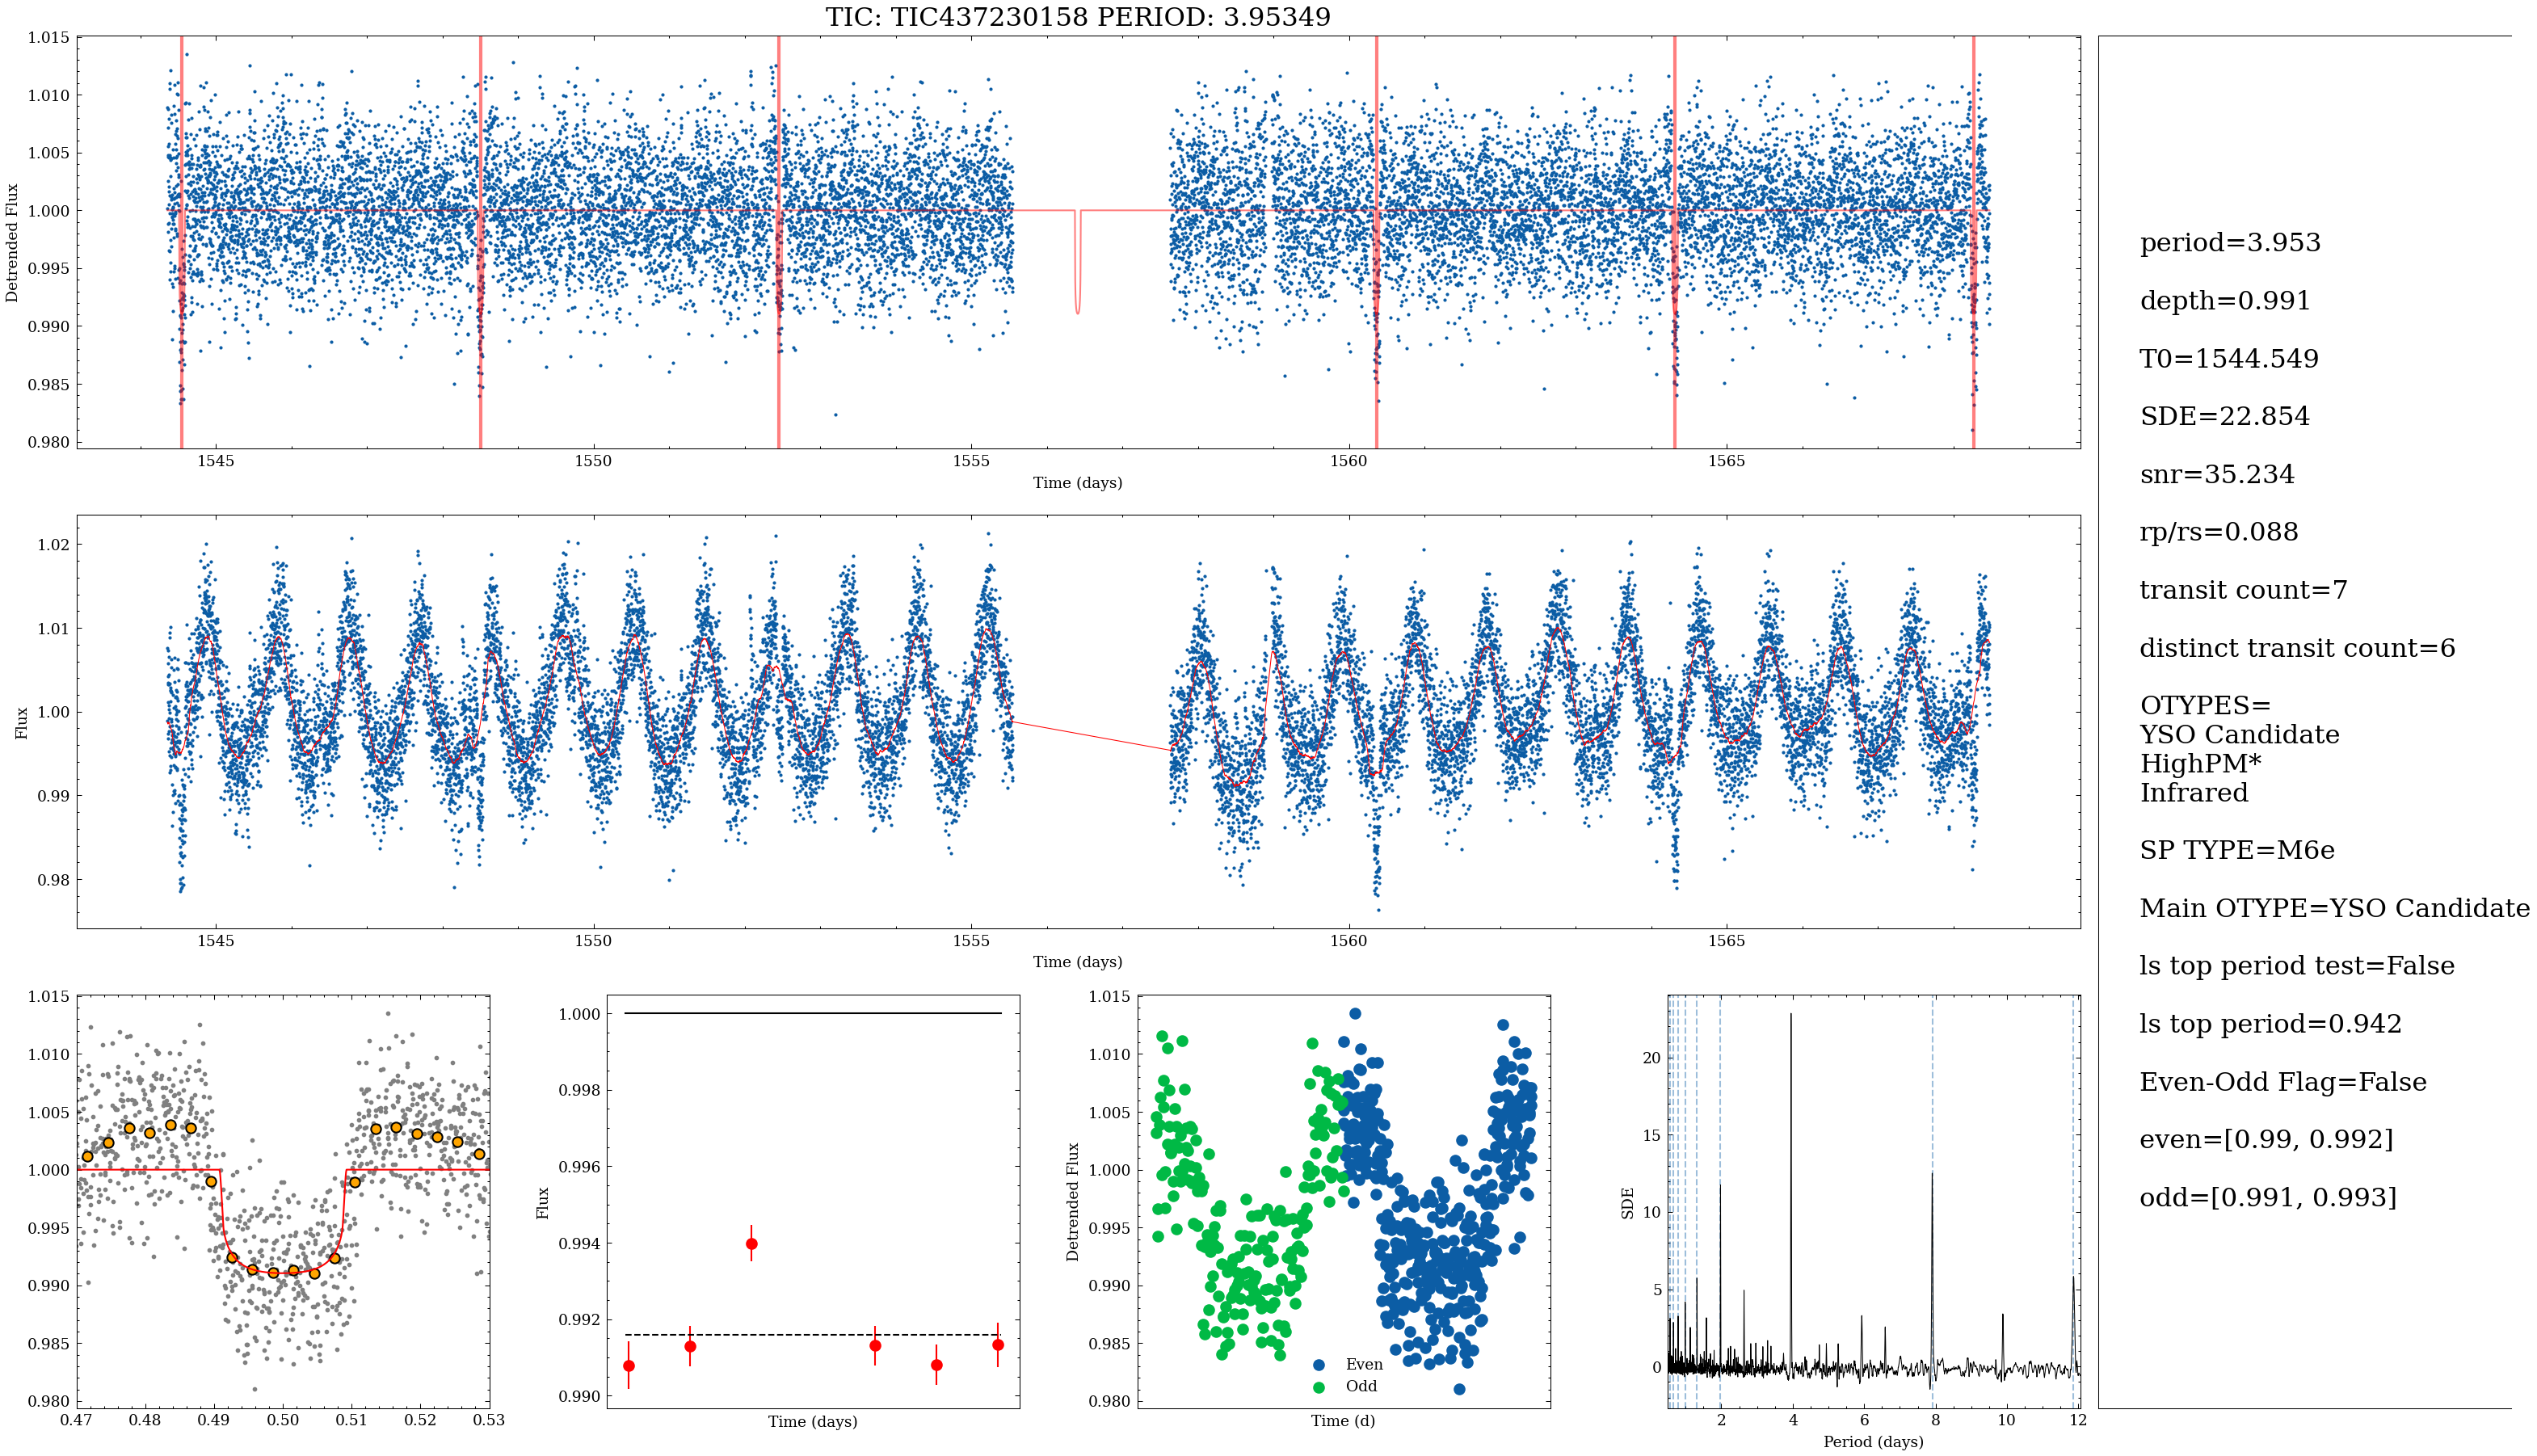 TIC: TIC437230158 PERIOD: 3.95349
1.015
1.010
1.005
1.000
0.995
0.990
0.985
0.980
Detrended Flux
1545
1550
1555
1560
1565
Time (days)
1.02
1.01
1.00
0.99
0.98
Flux
1545
1550
1555
1560
1565
Time (days)
1.015
1.010
1.005
1.000
0.995
0.990
0.985
0.980
0.47
0.48
0.49
0.50
0.51
0.52
0.53
1.000
0.998
0.996
0.994
0.992
0.990
Flux
Time (days)
1.015
1.010
1.005
1.000
0.995
0.990
0.985
0.980
Detrended Flux
Even
Odd
Time (d)
20
15
10
5
0
SDE
2
4
6
8
10
12
Period (days)
period=3.953
depth=0.991
T0=1544.549
SDE=22.854
snr=35.234
rp/rs=0.088
transit count=7
distinct transit count=6
OTYPES=
YSO Candidate
HighPM*
Infrared
SP TYPE=M6e
Main OTYPE=YSO Candidate
ls top period test=False
ls top period=0.942
Even-Odd Flag=False
even=[0.99, 0.992]
odd=[0.991, 0.993]